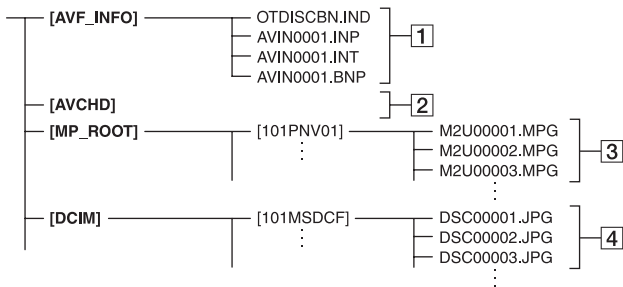 [AVF_INFO] OTDISCBN.IND
AVIN0001.INP 1
AVIN0001.INT
AVIN0001.BNP
[AVCHD] 2
[MP_ROOT] [101PNV01] M2U00001.MPG
M2U00002.MPG 3
M2U00003.MPG
[DCIM] [101MSDCF] DSC00001.JPG
DSC00002.JPG 4
DSC00003.JPG